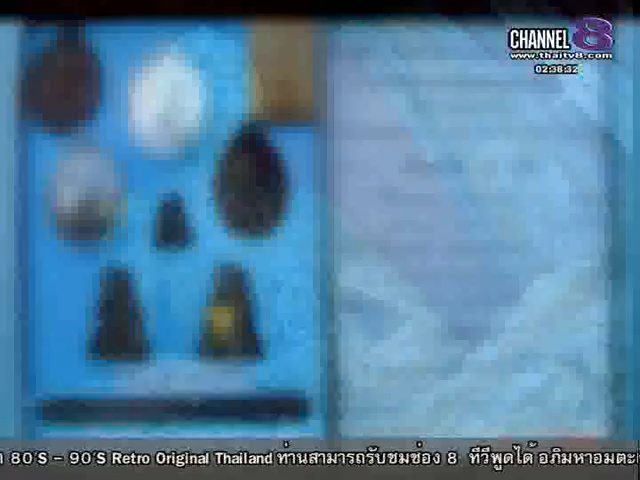 CHANNEL 8
www.thaitv8.com
02:38:32
80'S - 90'S Retro Original Thailand ท่านสามารถรับชมช่อง 8 ทีวีพูดได้ อภิมหาอมตะ